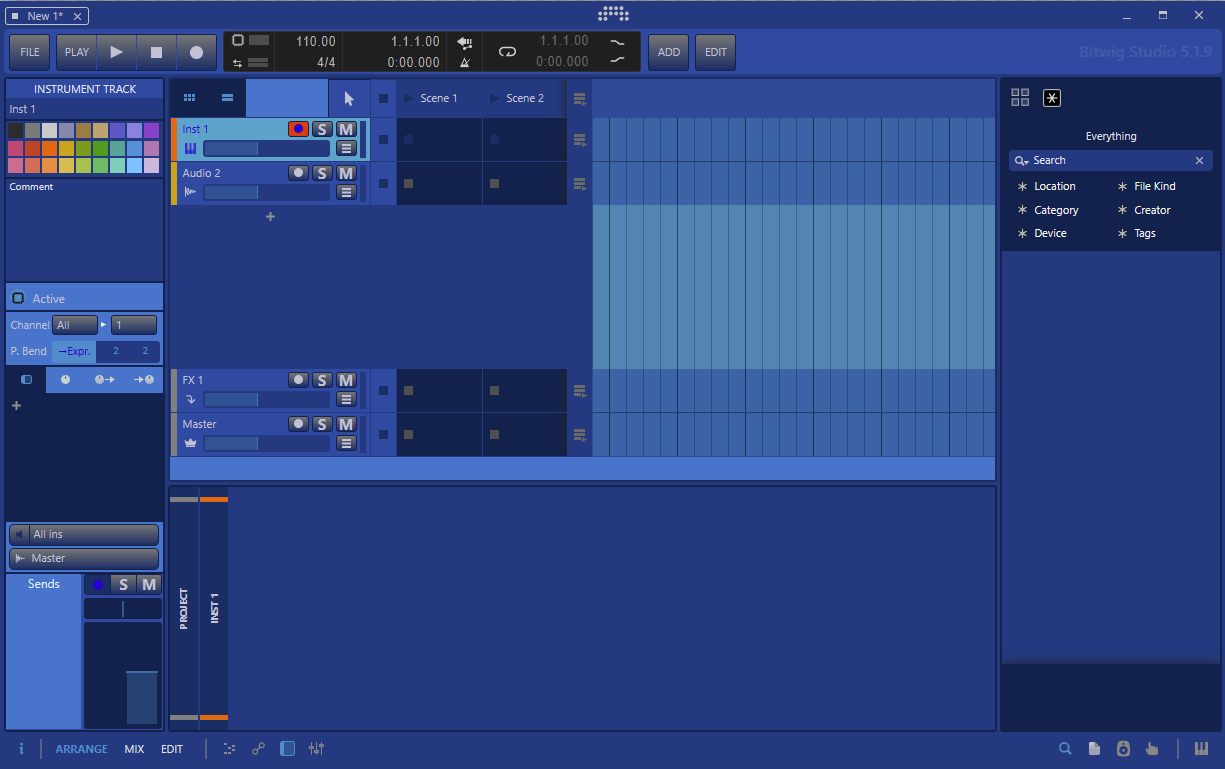 New 1*
FILE
PLAY
110.00
4/4
1.1.1.00
0:00.000
1.1.1.00
0:00.000
ADD
EDIT
Bitwig Studio 5.1.9
INSTRUMENT TRACK
Inst 1
Comment
Active
Channel All 1
P. Bend →Expr. 2 2
All ins
Master
Sends
S M
Scene 1
Scene 2
Inst 1
S M
Audio 2
S M
FX 1
S M
Master
S M
PROJECT
INST 1
Everything
Search
Location
File Kind
Category
Creator
Device
Tags
i
ARRANGE
MIX
EDIT